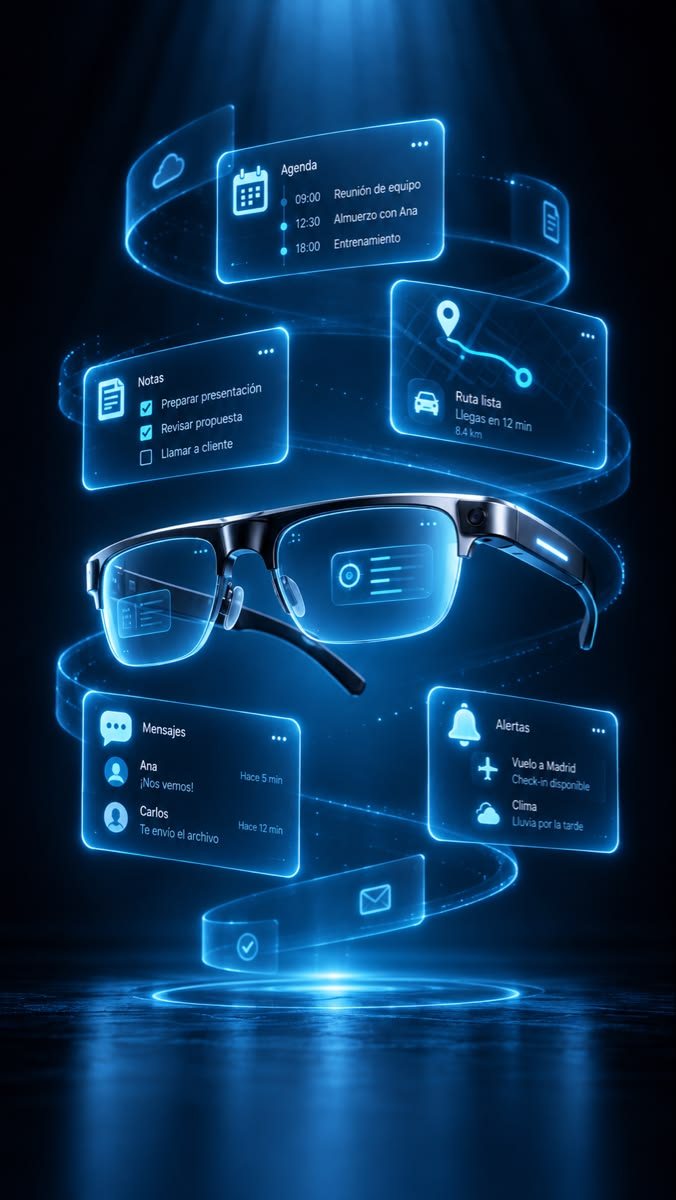 Agenda
09:00 Reunión de equipo
12:30 Almuerzo con Ana
18:00 Entrenamiento
Notas
Preparar presentación
Revisar propuesta
Llamar a cliente
Ruta lista
Llegas en 12 min
8.4 km
Mensajes
Ana
¡Nos vemos!
Hace 5 min
Carlos
Te envío el archivo
Hace 12 min
Alertas
Vuelo a Madrid
Check-in disponible
Clima
Lluvia por la tarde